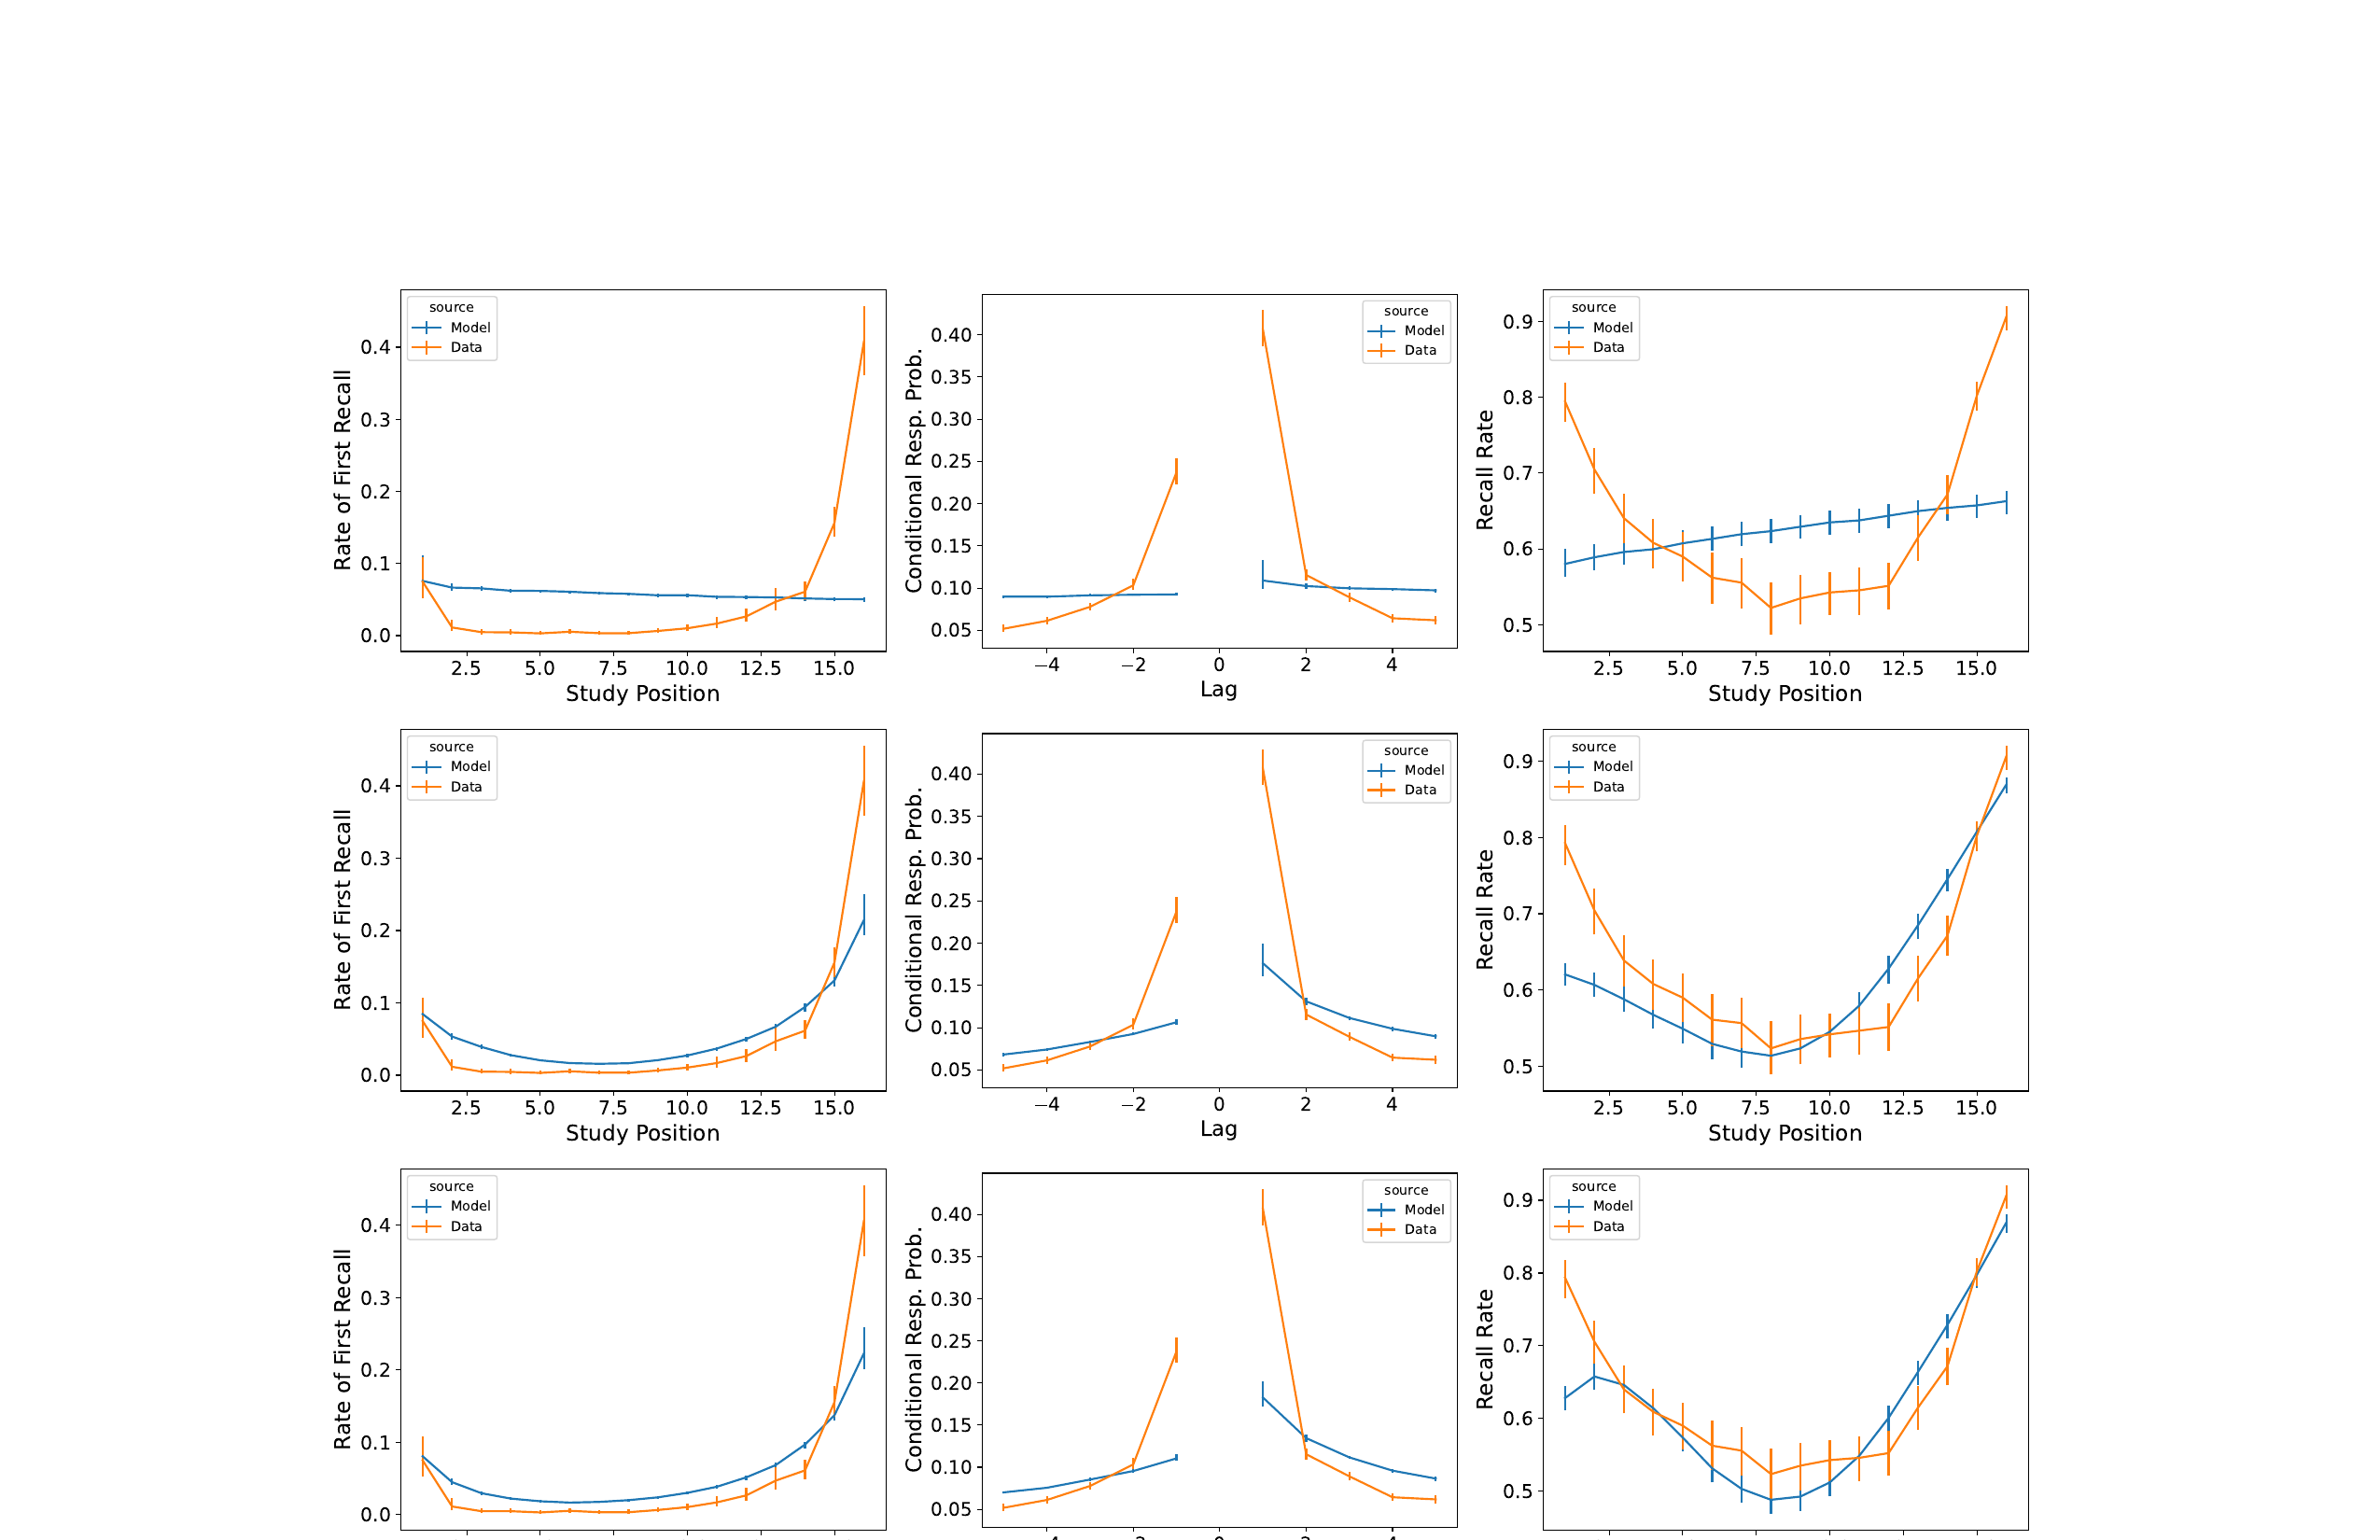 source
Model
Data
0.4
0.3
0.2
0.1
0.0
Rate of First Recall
2.5 5.0 7.5 10.0 12.5 15.0
Study Position
source
Model
Data
0.40
0.35
0.30
0.25
0.20
0.15
0.10
0.05
Conditional Resp. Prob.
−4 −2 0 2 4
Lag
source
Model
Data
0.9
0.8
0.7
0.6
0.5
Recall Rate
2.5 5.0 7.5 10.0 12.5 15.0
Study Position
source
Model
Data
0.4
0.3
0.2
0.1
0.0
Rate of First Recall
2.5 5.0 7.5 10.0 12.5 15.0
Study Position
source
Model
Data
0.40
0.35
0.30
0.25
0.20
0.15
0.10
0.05
Conditional Resp. Prob.
−4 −2 0 2 4
Lag
source
Model
Data
0.9
0.8
0.7
0.6
0.5
Recall Rate
2.5 5.0 7.5 10.0 12.5 15.0
Study Position
source
Model
Data
0.4
0.3
0.2
0.1
0.0
Rate of First Recall
source
Model
Data
0.40
0.35
0.30
0.25
0.20
0.15
0.10
0.05
Conditional Resp. Prob.
source
Model
Data
0.9
0.8
0.7
0.6
0.5
Recall Rate